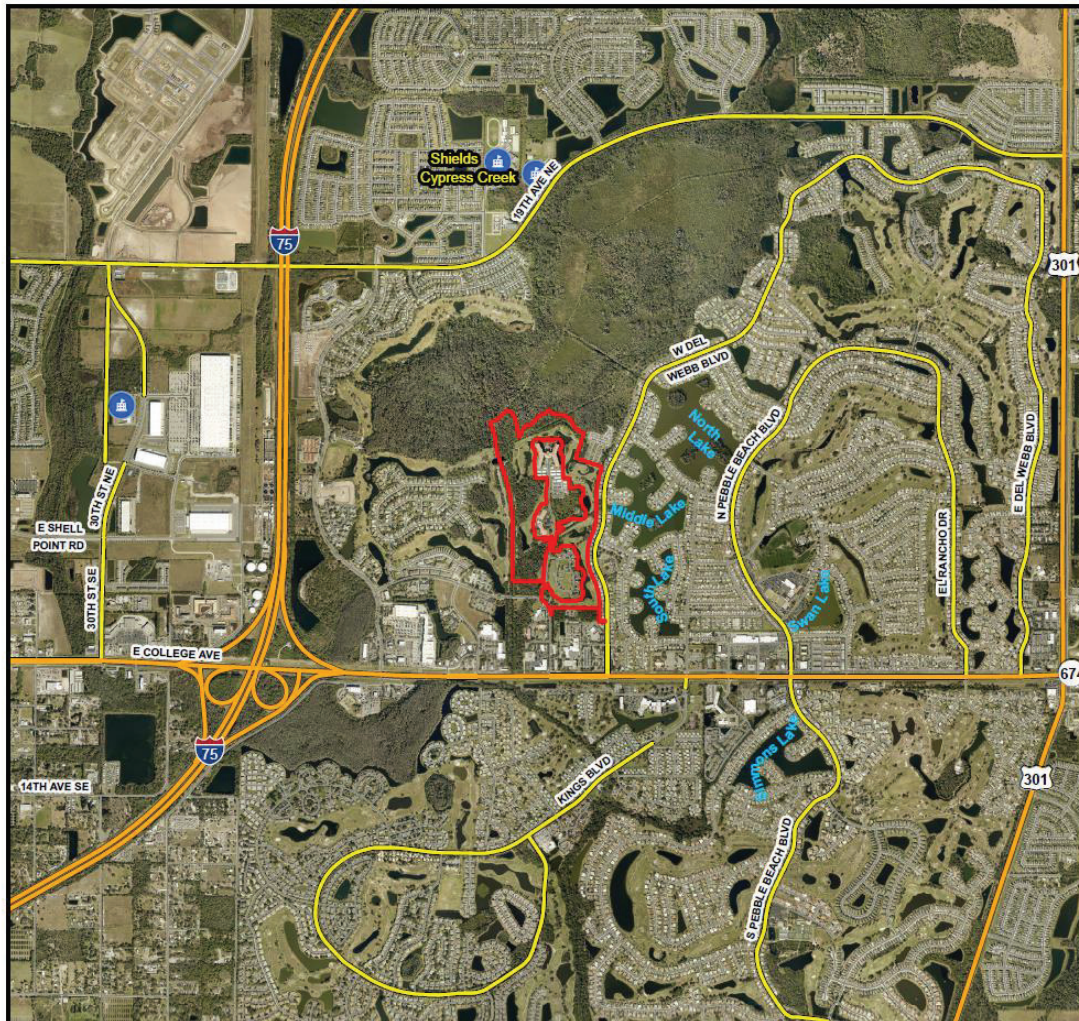 Shields
Cypress Creek
19TH AVE NE
75
301
W DEL
WEBB BLVD
North
Lake
N PEBBLE BEACH BLVD
E DEL WEBB BLVD
30TH ST NE
Middle Lake
E SHELL
POINT RD
EL RANCHO DR
South Lake
Swan Lake
30TH ST SE
E COLLEGE AVE
674
75
Simmons Lake
14TH AVE SE
KINGS BLVD
301
S PEBBLE BEACH BLVD